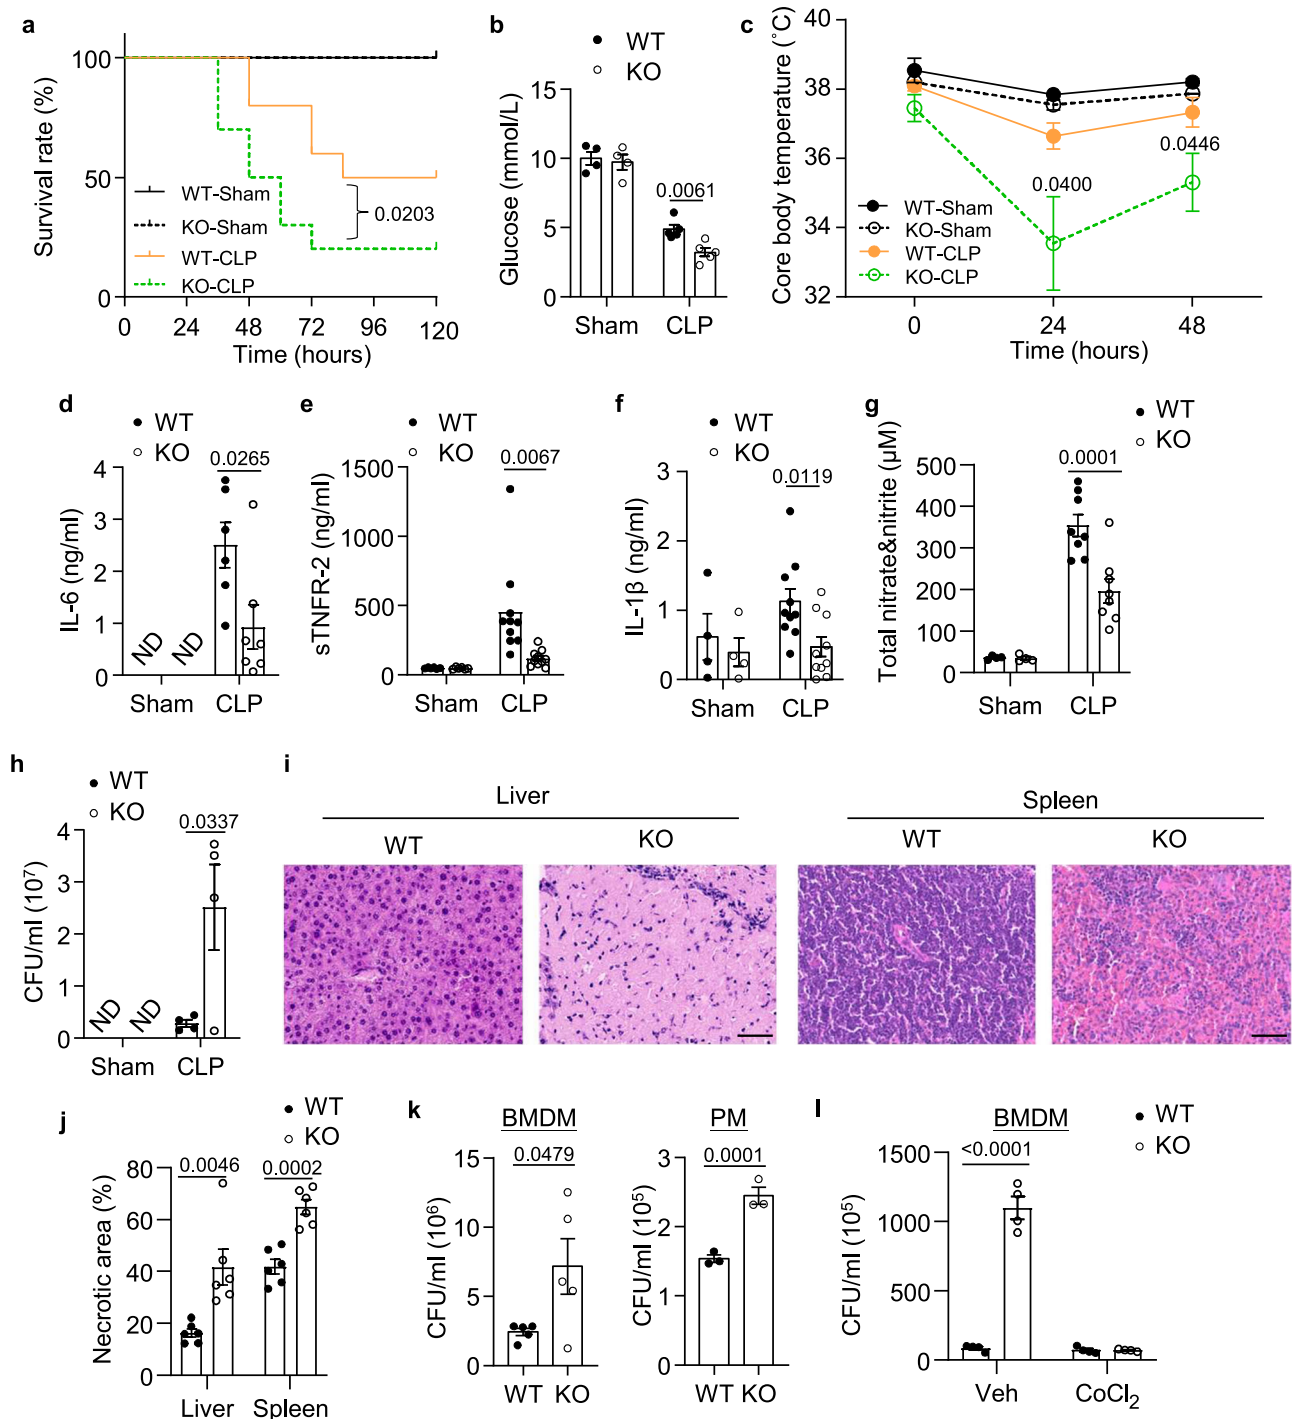 a
Survival rate (%)
100
50
0
WT-Sham
KO-Sham
WT-CLP
KO-CLP
0.0203
0 24 48 72 96 120
Time (hours)
b
WT
KO
Glucose (mmol/L)
15
10
5
0
0.0061
Sham CLP
c
Core body temperature (˚C)
40
38
36
34
32
0.0446
0.0400
WT-Sham
KO-Sham
WT-CLP
KO-CLP
0 24 48
Time (hours)
d
WT
KO
IL-6 (ng/ml)
4
3
2
1
0
0.0265
ND ND
Sham CLP
e
WT
KO
sTNFR-2 (ng/ml)
1500
1000
500
0
0.0067
Sham CLP
f
WT
KO
IL-1β (ng/ml)
3
2
1
0
0.0119
Sham CLP
g
WT
KO
Total nitrate&nitrite (μM)
500
400
300
200
100
0
0.0001
Sham CLP
h
WT
KO
CFU/ml (10⁷)
4
3
2
1
0
0.0337
ND ND
Sham CLP
i
Liver Spleen
WT KO WT KO
j
WT
KO
Necrotic area (%)
80
60
40
20
0
0.0046 0.0002
Liver Spleen
k
BMDM
CFU/ml (10⁶)
15
10
5
0
0.0479
WT KO
PM
CFU/ml (10⁵)
3
2
1
0
0.0001
WT KO
l
BMDM
WT
KO
CFU/ml (10⁵)
1500
1000
500
0
<0.0001
Veh CoCl₂